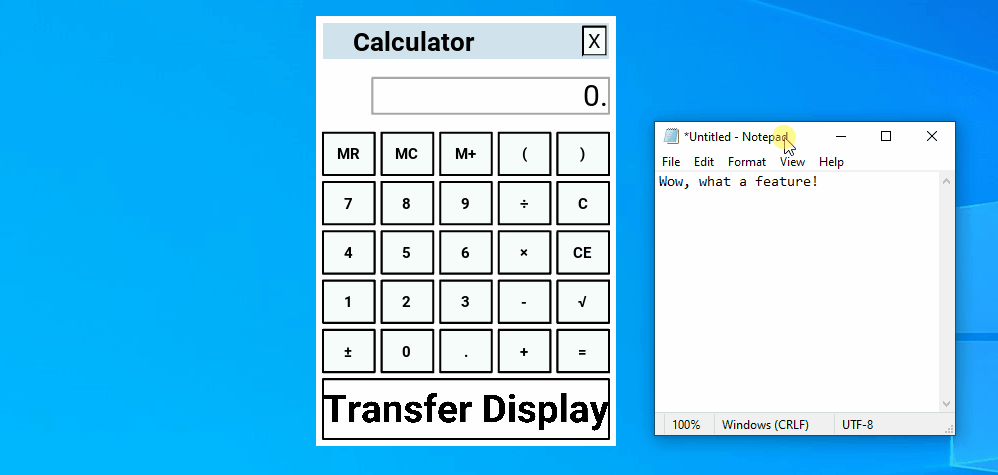 Calculator X
0.
MR MC M+ ( )
7 8 9 ÷ C
4 5 6 × CE
1 2 3 - √
± 0 . + =
Transfer Display
*Untitled - Notepad
File Edit Format View Help
Wow, what a feature!
100% Windows (CRLF) UTF-8